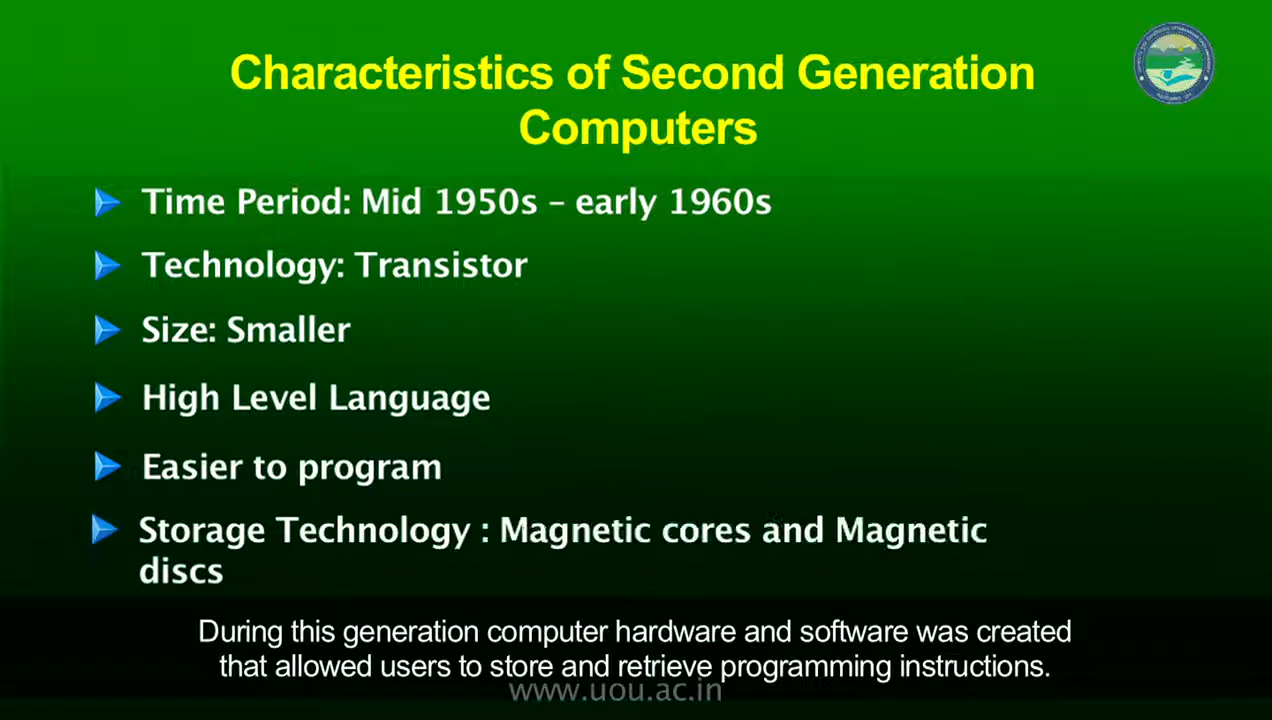 Characteristics of Second Generation
Computers
Time Period: Mid 1950s – early 1960s
Technology: Transistor
Size: Smaller
High Level Language
Easier to program
Storage Technology : Magnetic cores and Magnetic
discs
During this generation computer hardware and software was created
that allowed users to store and retrieve programming instructions.
www.uou.ac.in